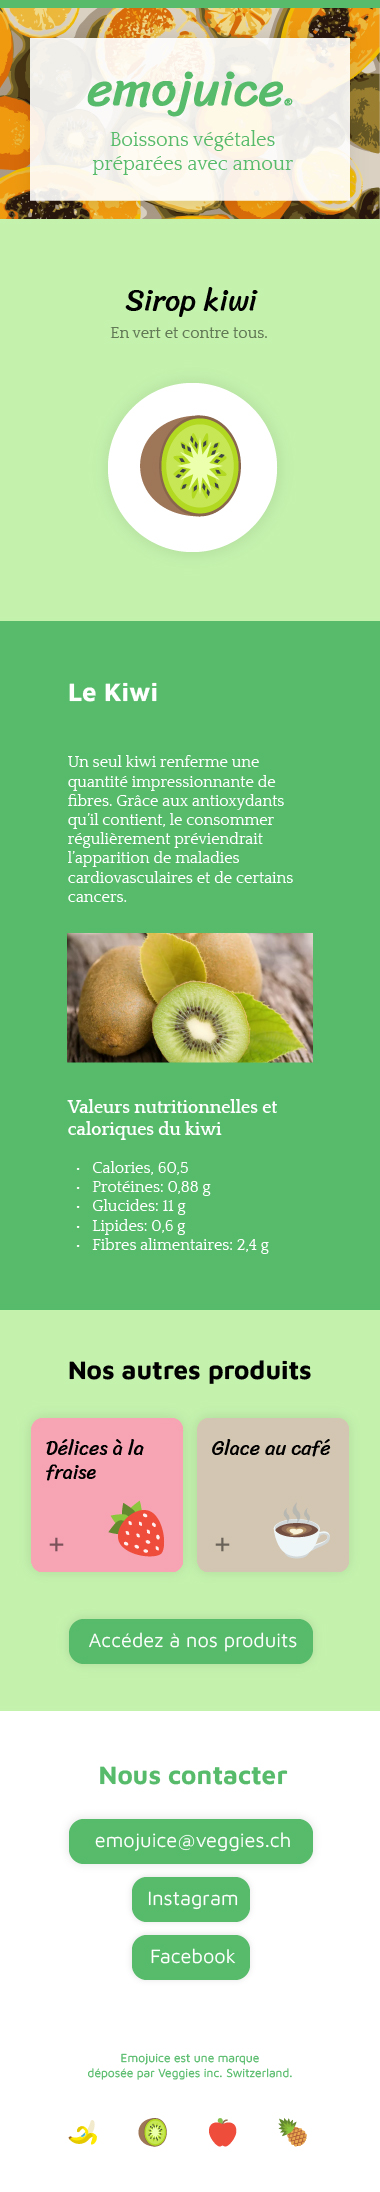 emojuice®
Boissons végétales
préparées avec amour
Sirop kiwi
En vert et contre tous.
Le Kiwi
Un seul kiwi renferme une
quantité impressionnante de
fibres. Grâce aux antioxydants
qu'il contient, le consommer
régulièrement préviendrait
l'apparition de maladies
cardiovasculaires et de certains
cancers.
Valeurs nutritionnelles et
caloriques du kiwi
• Calories, 60,5
• Protéines: 0,88 g
• Glucides: 11 g
• Lipides: 0,6 g
• Fibres alimentaires: 2,4 g
Nos autres produits
Délices à la
fraise
+
Glace au café
+
Accédez à nos produits
Nous contacter
emojuice@veggies.ch
Instagram
Facebook
Emojuice est une marque
déposée par Veggies inc. Switzerland.